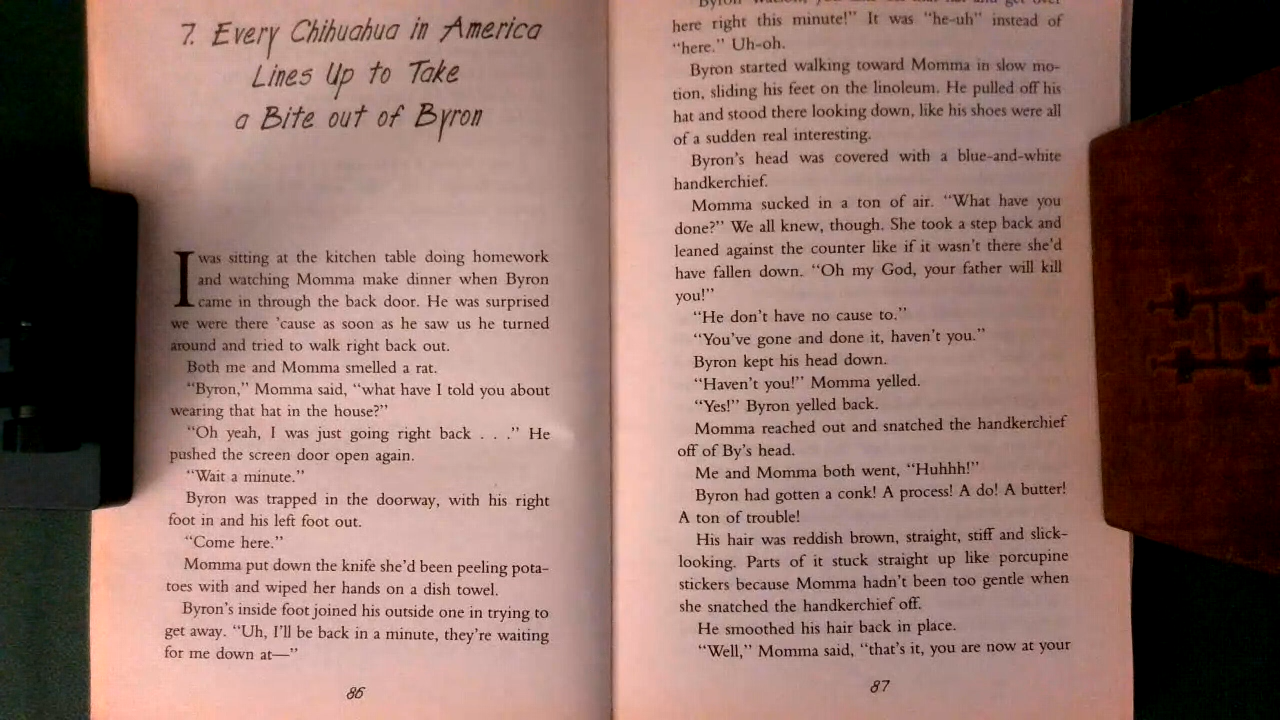 7. Every Chihuahua in America
Lines Up to Take
a Bite out of Byron
I was sitting at the kitchen table doing homework
and watching Momma make dinner when Byron
came in through the back door. He was surprised
we were there 'cause as soon as he saw us he turned
around and tried to walk right back out.
Both me and Momma smelled a rat.
“Byron,” Momma said, “what have I told you about
wearing that hat in the house?”
“Oh yeah, I was just going right back . . .” He
pushed the screen door open again.
“Wait a minute.”
Byron was trapped in the doorway, with his right
foot in and his left foot out.
“Come here.”
Momma put down the knife she'd been peeling pota-
toes with and wiped her hands on a dish towel.
Byron's inside foot joined his outside one in trying to
get away. “Uh, I'll be back in a minute, they're waiting
for me down at—”
86
and get over
here right this minute!” It was “he-uh” instead of
“here.” Uh-oh.
Byron started walking toward Momma in slow mo-
tion, sliding his feet on the linoleum. He pulled off his
hat and stood there looking down, like his shoes were all
of a sudden real interesting.
Byron's head was covered with a blue-and-white
handkerchief.
Momma sucked in a ton of air. “What have you
done?” We all knew, though. She took a step back and
leaned against the counter like if it wasn't there she'd
have fallen down. “Oh my God, your father will kill
you!”
“He don't have no cause to.”
“You've gone and done it, haven't you.”
Byron kept his head down.
“Haven't you!” Momma yelled.
“Yes!” Byron yelled back.
Momma reached out and snatched the handkerchief
off of By's head.
Me and Momma both went, “Huhhh!”
Byron had gotten a conk! A process! A do! A butter!
A ton of trouble!
His hair was reddish brown, straight, stiff and slick-
looking. Parts of it stuck straight up like porcupine
stickers because Momma hadn't been too gentle when
she snatched the handkerchief off.
He smoothed his hair back in place.
“Well,” Momma said, “that's it, you are now at your
87